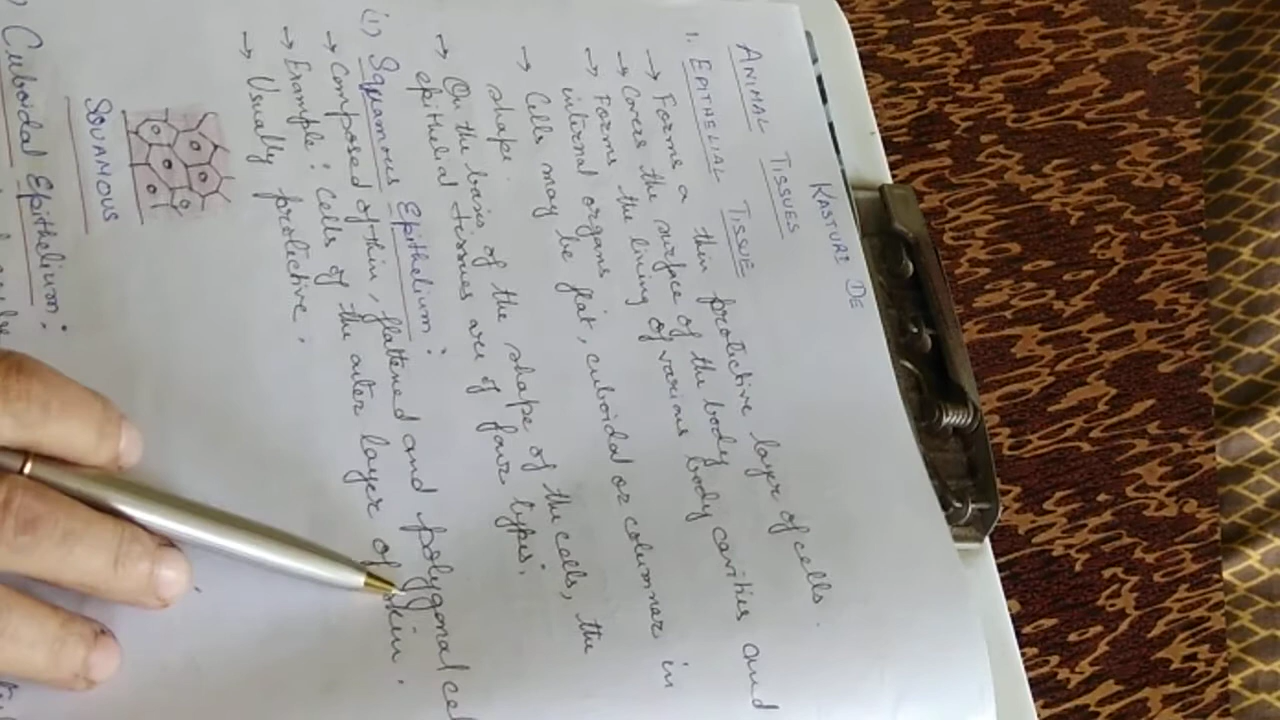 KASTURI DE
ANIMAL TISSUES
1. EPITHELIAL TISSUE
→ Forms a thin protective layer of cells.
→ Covers the surface of the body
→ Forms the lining of various body cavities and
internal organs.
→ Cells may be flat, cuboidal or columnar in
shape.
→ On the basis of the shape of the cells, the
epithelial tissues are of four types.
(i) Squamous Epithelium:
→ Composed of thin, flattened and polygonal cel
→ Example: Cells of the outer layer of skin.
→ Usually protective.
SQUAMOUS
Cuboidal Epithelium: